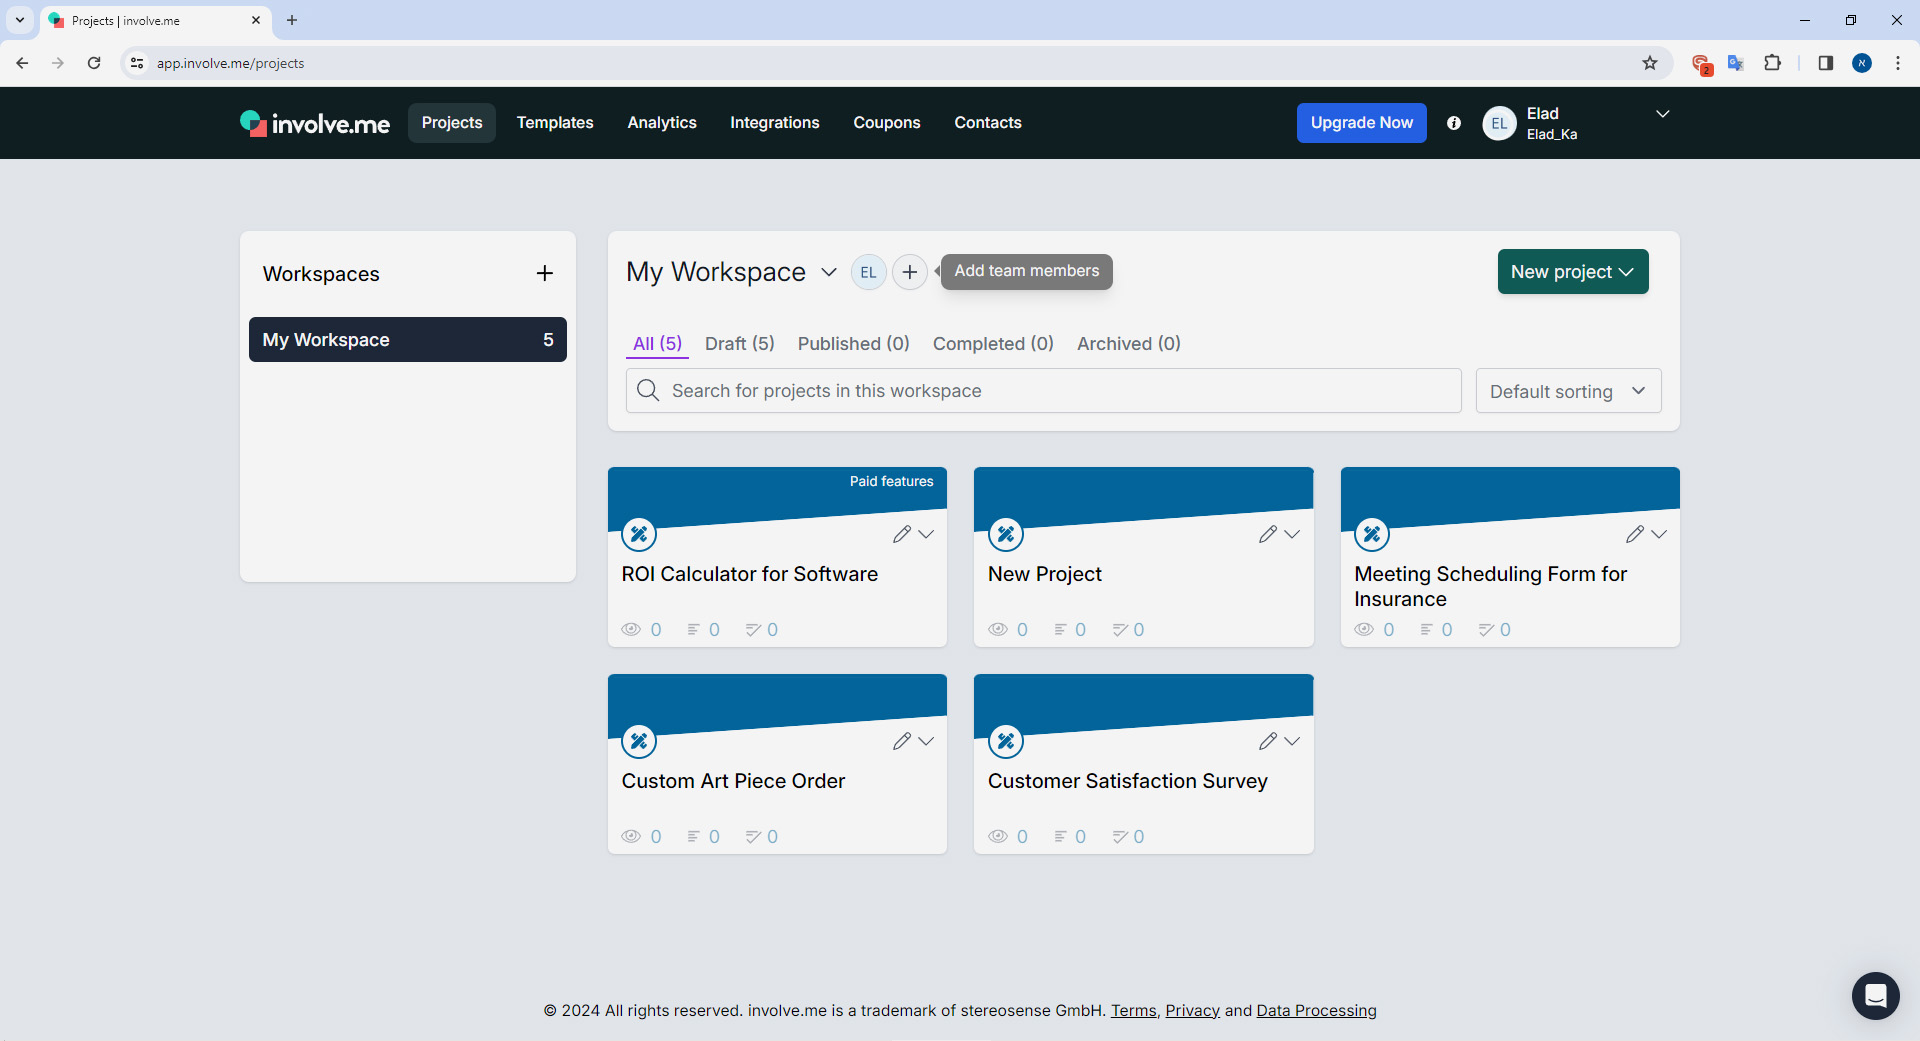 Projects | involve.me
app.involve.me/projects
2
א
involve.me
Projects
Templates
Analytics
Integrations
Coupons
Contacts
Upgrade Now
EL
Elad
Elad_Ka
Workspaces
My Workspace 5
My Workspace
EL
Add team members
New project
All (5)
Draft (5)
Published (0)
Completed (0)
Archived (0)
Search for projects in this workspace
Default sorting
Paid features
ROI Calculator for Software
0 0 0
New Project
0 0 0
Meeting Scheduling Form for
Insurance
0 0 0
Custom Art Piece Order
0 0 0
Customer Satisfaction Survey
0 0 0
© 2024 All rights reserved. involve.me is a trademark of stereosense GmbH. Terms, Privacy and Data Processing